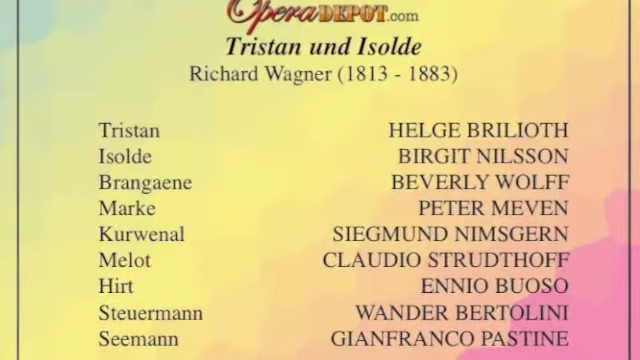 OperaDEPOT.com
Tristan und Isolde
Richard Wagner (1813 - 1883)
Tristan HELGE BRILIOTH
Isolde BIRGIT NILSSON
Brangaene BEVERLY WOLFF
Marke PETER MEVEN
Kurwenal SIEGMUND NIMSGERN
Melot CLAUDIO STRUDTHOFF
Hirt ENNIO BUOSO
Steuermann WANDER BERTOLINI
Seemann GIANFRANCO PASTINE